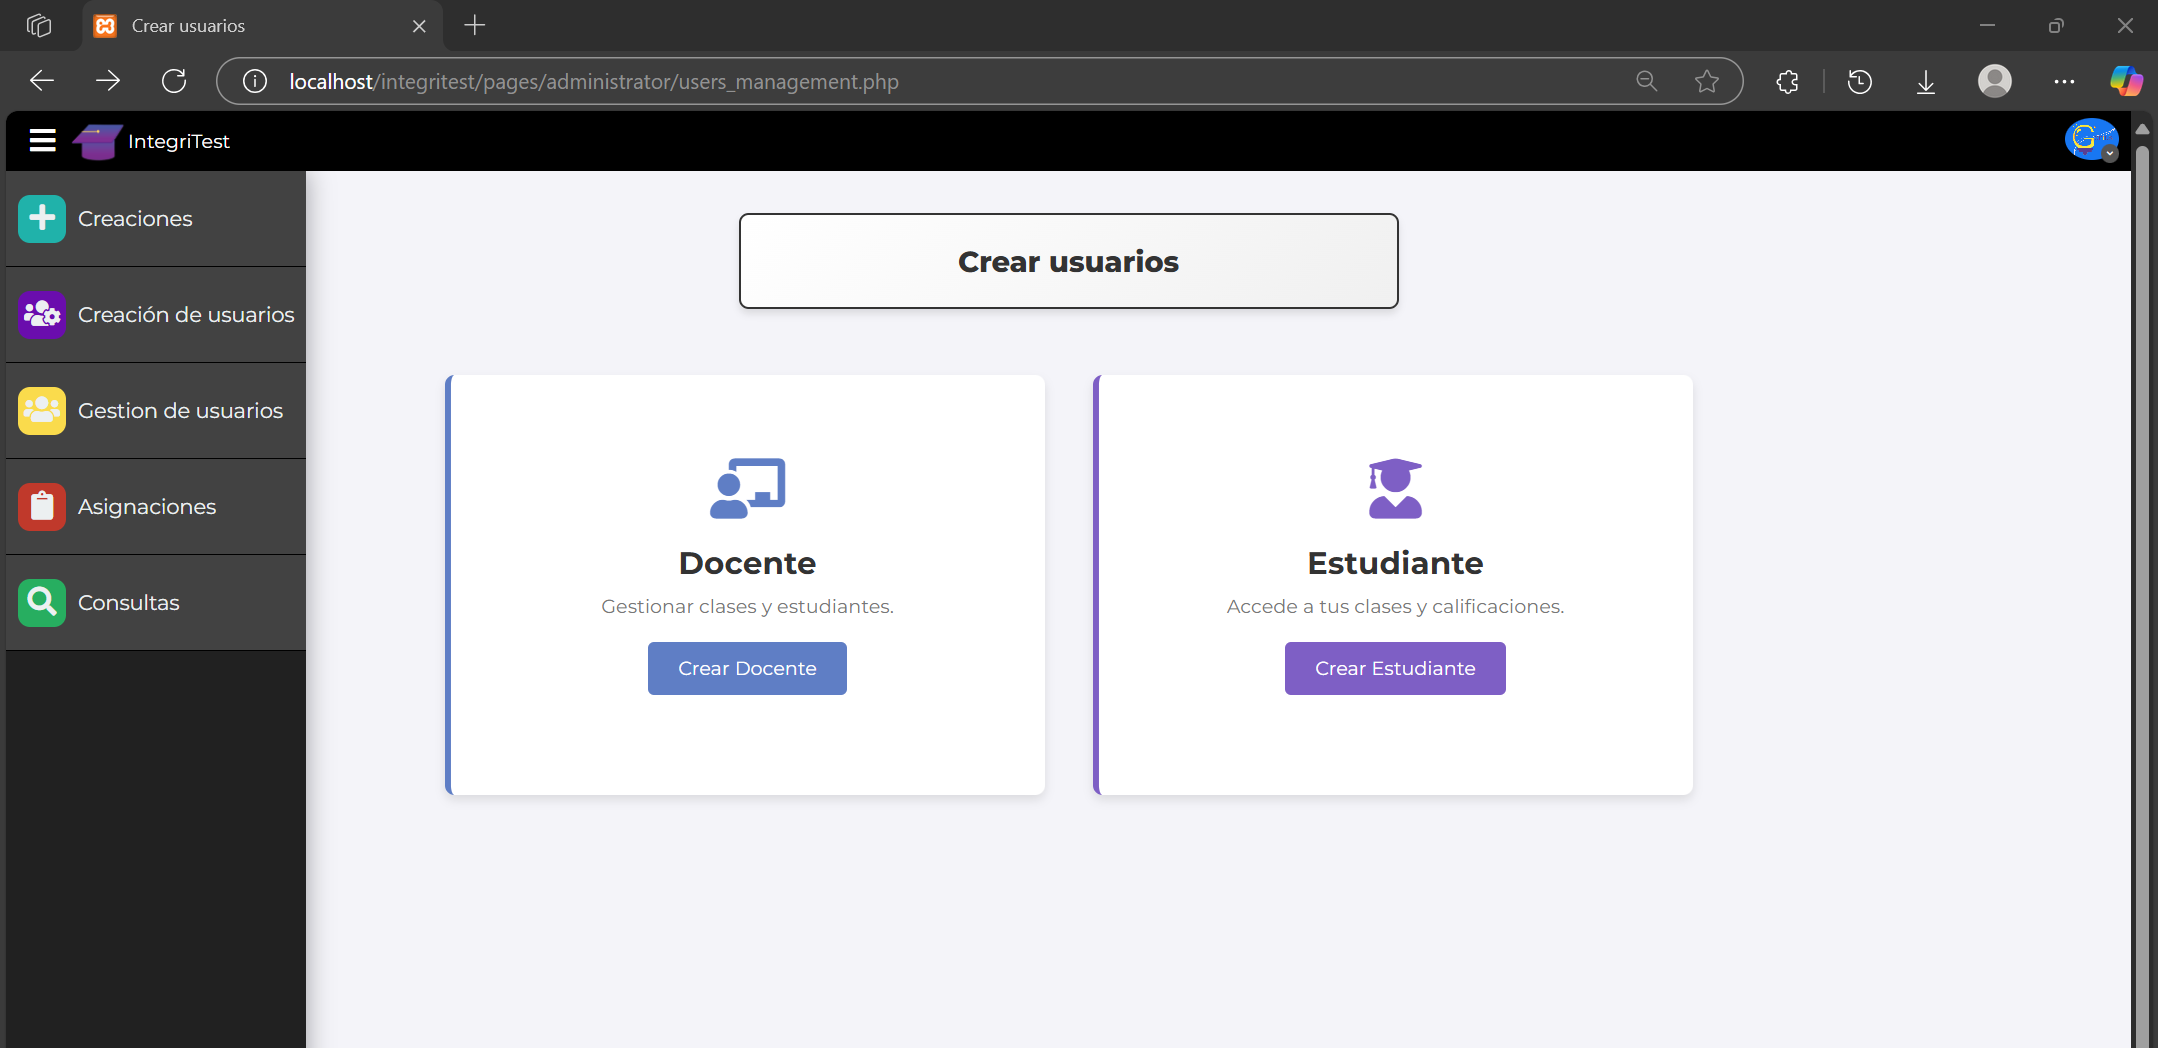 Crear usuarios
localhost/integritest/pages/administrator/users_management.php
IntegriTest
G
Creaciones
Creación de usuarios
Gestion de usuarios
Asignaciones
Consultas
Crear usuarios
Docente
Gestionar clases y estudiantes.
Crear Docente
Estudiante
Accede a tus clases y calificaciones.
Crear Estudiante